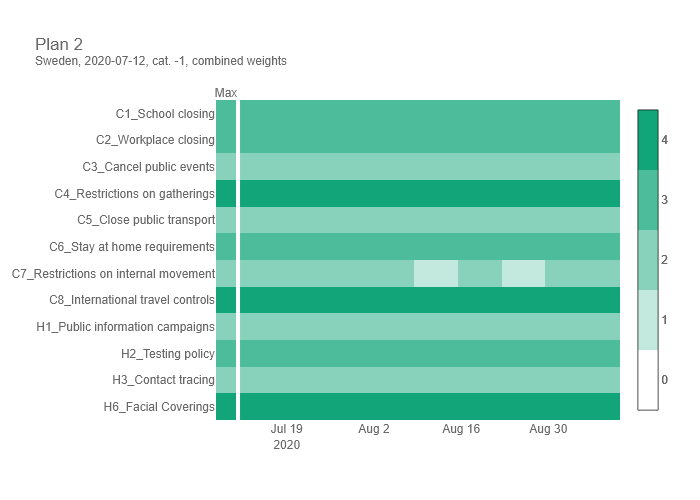 Plan 2
Sweden, 2020-07-12, cat. -1, combined weights
Max
C1_School closing
C2_Workplace closing
C3_Cancel public events
C4_Restrictions on gatherings
C5_Close public transport
C6_Stay at home requirements
C7_Restrictions on internal movement
C8_International travel controls
H1_Public information campaigns
H2_Testing policy
H3_Contact tracing
H6_Facial Coverings
Jul 19 Aug 2 Aug 16 Aug 30
2020
4
3
2
1
0